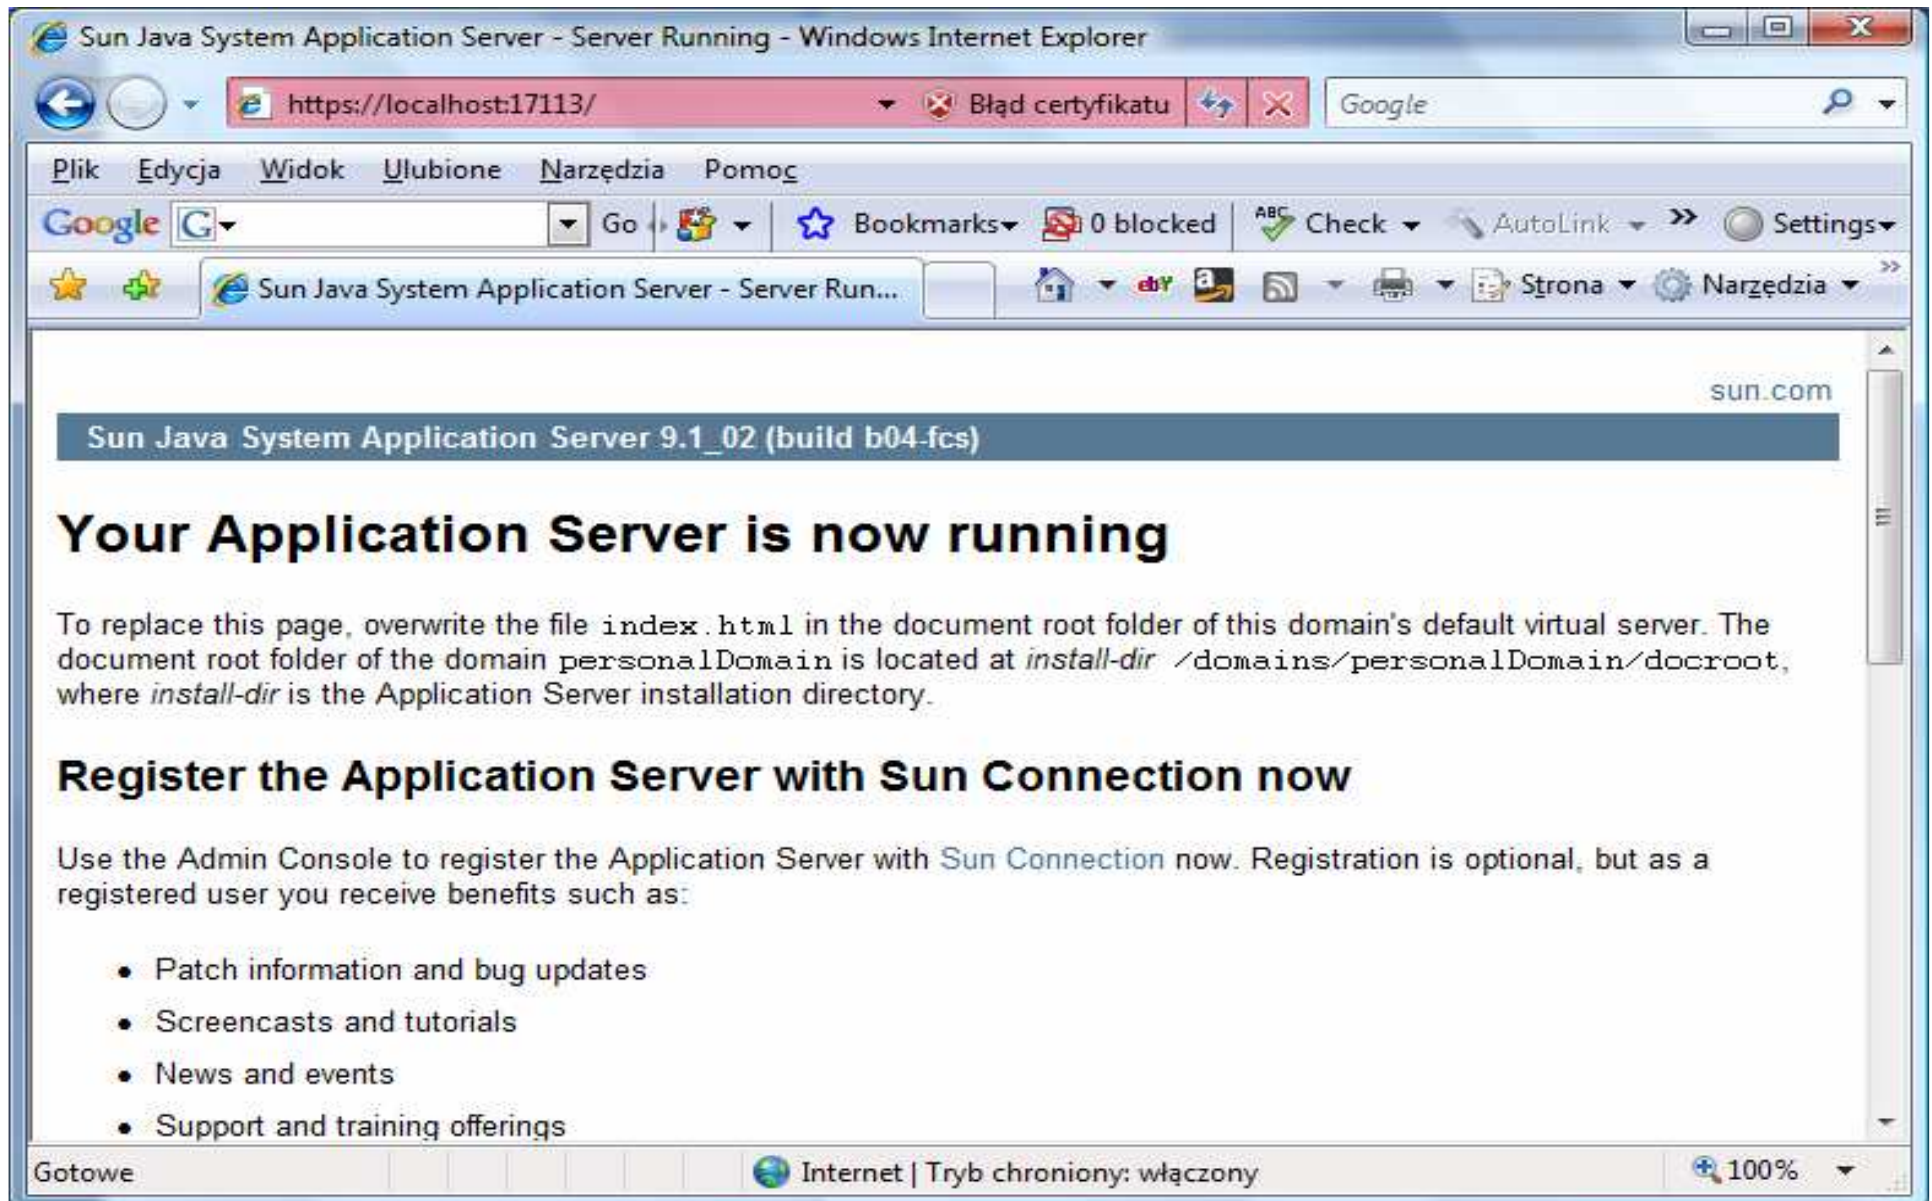 Sun Java System Application Server - Server Running - Windows Internet Explorer
https://localhost:17113/ Błąd certyfikatu Google
Plik Edycja Widok Ulubione Narzędzia Pomoc
Google G Go Bookmarks 0 blocked ABC Check AutoLink >> Settings
Sun Java System Application Server - Server Run... ebY a Strona Narzędzia >>
sun.com
Sun Java System Application Server 9.1_02 (build b04-fcs)
Your Application Server is now running
To replace this page, overwrite the file index.html in the document root folder of this domain's default virtual server. The
document root folder of the domain personalDomain is located at install-dir /domains/personalDomain/docroot,
where install-dir is the Application Server installation directory.
Register the Application Server with Sun Connection now
Use the Admin Console to register the Application Server with Sun Connection now. Registration is optional, but as a
registered user you receive benefits such as:
• Patch information and bug updates
• Screencasts and tutorials
• News and events
• Support and training offerings
Gotowe Internet | Tryb chroniony: włączony 100%